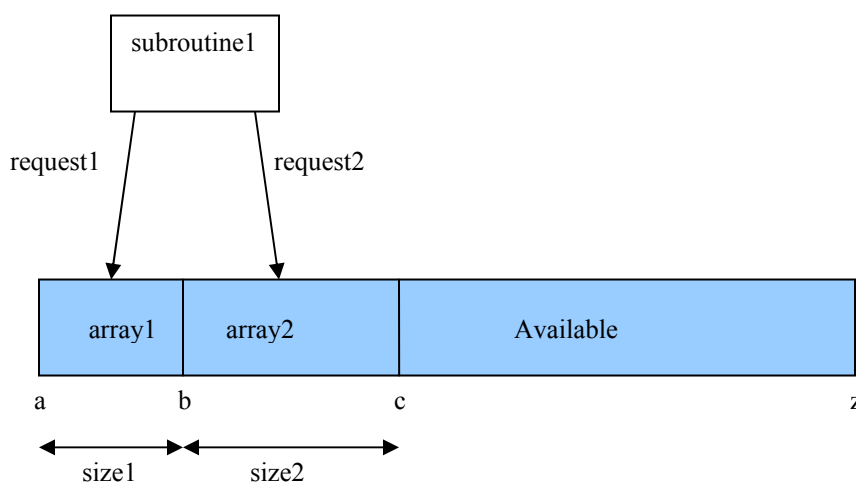 subroutine1
request1 request2
array1 array2 Available
a b c z
size1 size2